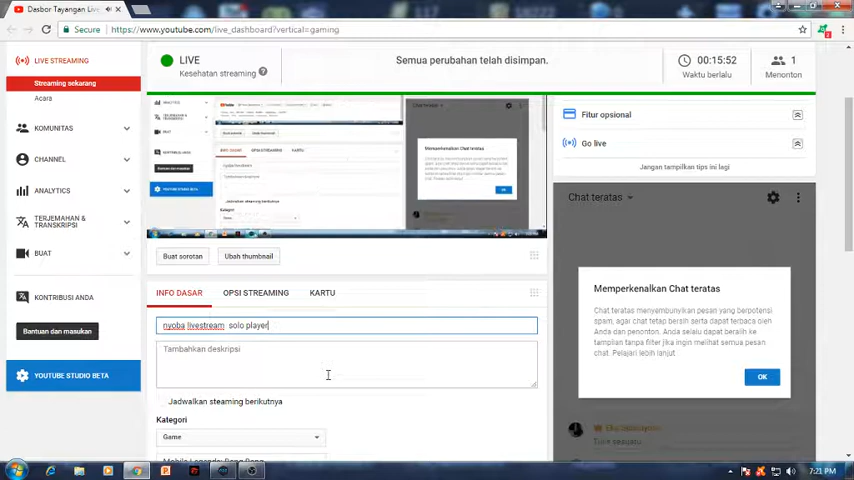 Dasbor Tayangan Live
Secure
https://www.youtube.com/live_dashboard?vertical=gaming
LIVE STREAMING
Streaming sekarang
Acara
KOMUNITAS
CHANNEL
ANALYTICS
TERJEMAHAN &
TRANSKRIPSI
BUAT
KONTRIBUSI ANDA
Bantuan dan masukan
YOUTUBE STUDIO BETA
LIVE
Kesehatan streaming ?
Semua perubahan telah disimpan.
00:15:52
Waktu berlalu
1
Menonton
Memperkenalkan Chat teratas
Buat sorotan
Ubah thumbnail
INFO DASAR
OPSI STREAMING
KARTU
nyoba livestream solo player
Tambahkan deskripsi
Jadwalkan steaming berikutnya
Kategori
Game
Fitur opsional
Go live
Jangan tampilkan tips ini lagi
Chat teratas
Memperkenalkan Chat teratas
Chat teratas menyembunyikan pesan yang berpotensi
spam, agar chat tetap bersih serta dapat terbaca oleh
Anda dan penonton. Anda selalu dapat beralih ke
tampilan tanpa filter jika ingin melihat semua pesan
chat. Pelajari lebih lanjut
OK
Tulis sesuatu
7:21 PM